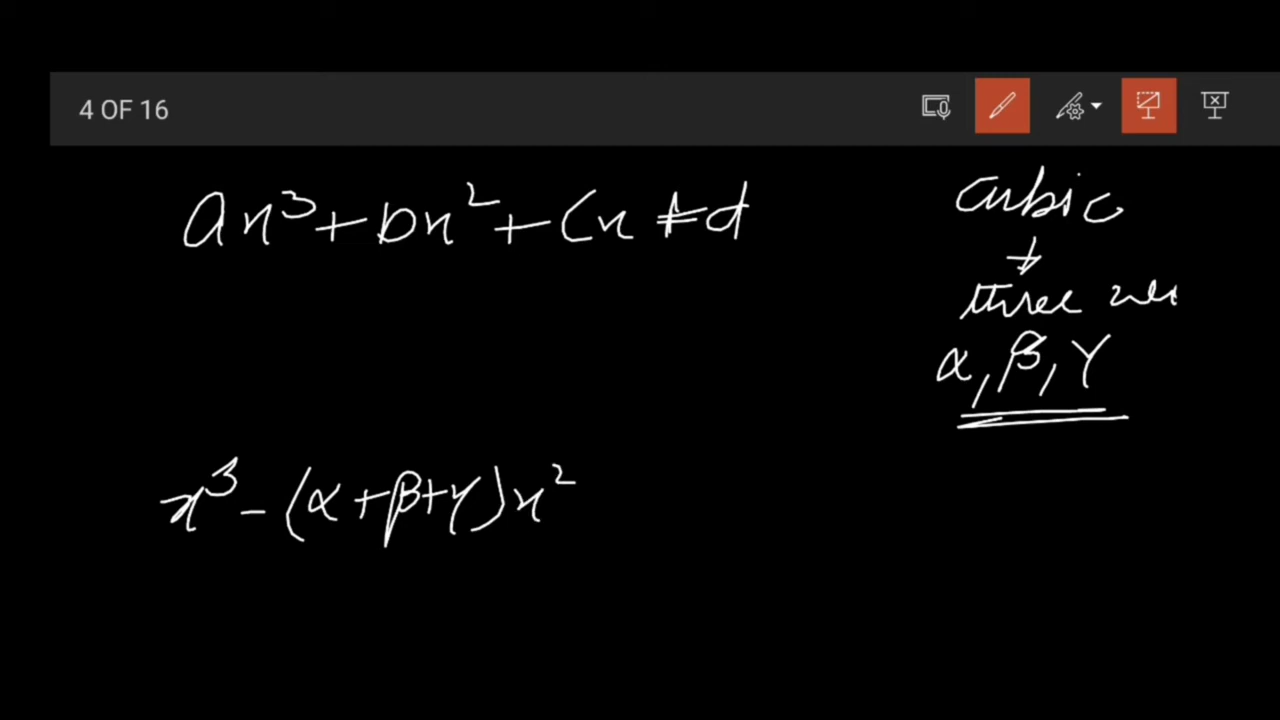 4 OF 16
ax³+bx²+cx+d
cubic
three
α, β, γ
x³-(α+β+γ)x²